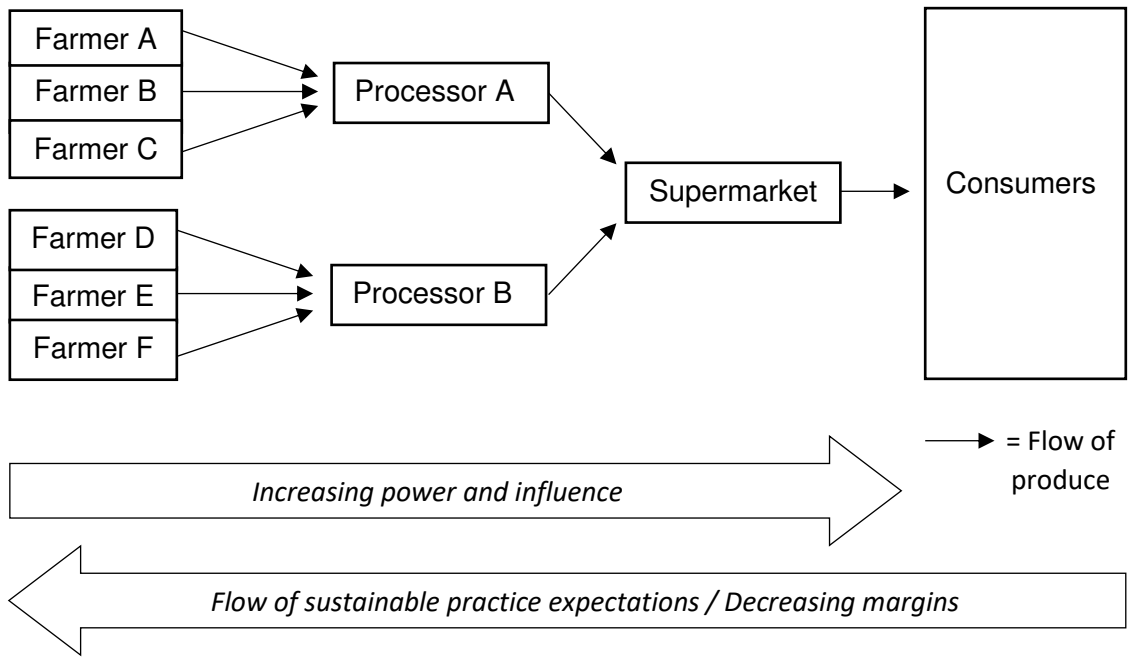 Farmer A
Farmer B
Farmer C
Processor A
Supermarket
Consumers
Farmer D
Farmer E
Farmer F
Processor B
= Flow of
produce
Increasing power and influence
Flow of sustainable practice expectations / Decreasing margins